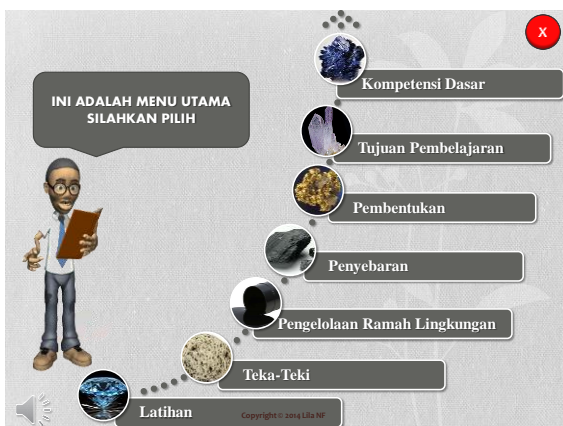 X
INI ADALAH MENU UTAMA
SILAHKAN PILIH
Kompetensi Dasar
Tujuan Pembelajaran
Pembentukan
Penyebaran
Pengelolaan Ramah Lingkungan
Teka-Teki
Latihan
Copyright© 2014 Lila NF